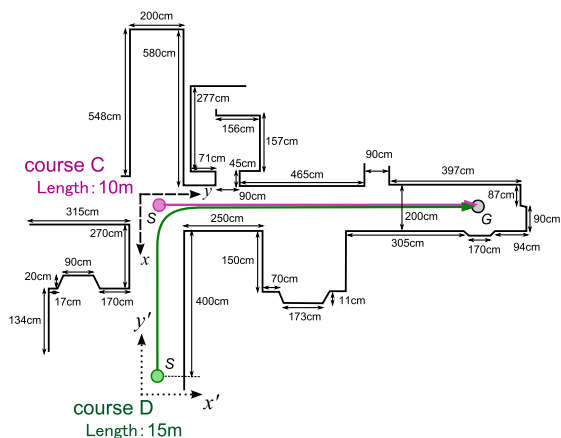 200cm
580cm
548cm
277cm
156cm
157cm
71cm
45cm
90cm
465cm
90cm
397cm
87cm
90cm
94cm
170cm
305cm
200cm
course C
Length：10m
S
y
x
G
315cm
270cm
250cm
90cm
20cm
17cm
170cm
134cm
150cm
400cm
70cm
173cm
11cm
y′
S
x′
course D
Length：15m